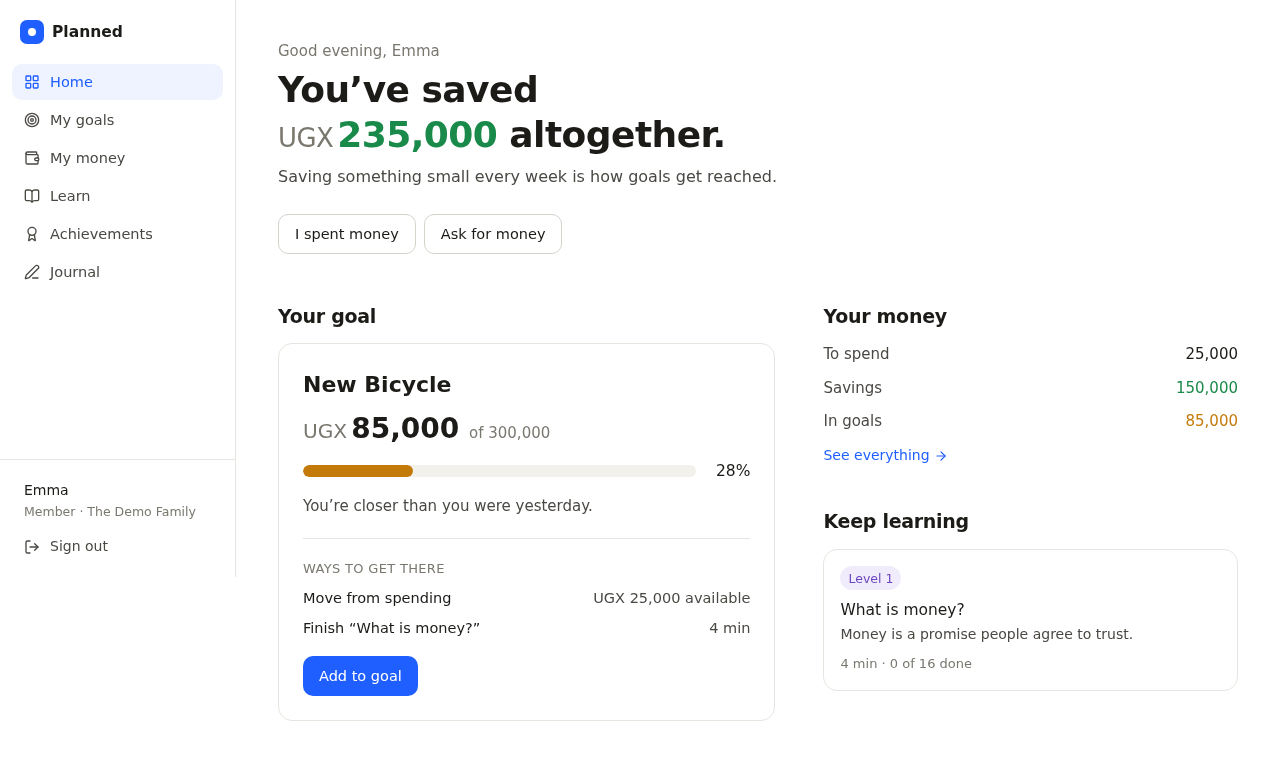 Planned
Home
My goals
My money
Learn
Achievements
Journal
Emma
Member · The Demo Family
Sign out
Good evening, Emma
You’ve saved
UGX 235,000 altogether.
Saving something small every week is how goals get reached.
I spent money
Ask for money
Your goal
New Bicycle
UGX 85,000 of 300,000
28%
You’re closer than you were yesterday.
WAYS TO GET THERE
Move from spending UGX 25,000 available
Finish “What is money?” 4 min
Add to goal
Your money
To spend 25,000
Savings 150,000
In goals 85,000
See everything →
Keep learning
Level 1
What is money?
Money is a promise people agree to trust.
4 min · 0 of 16 done